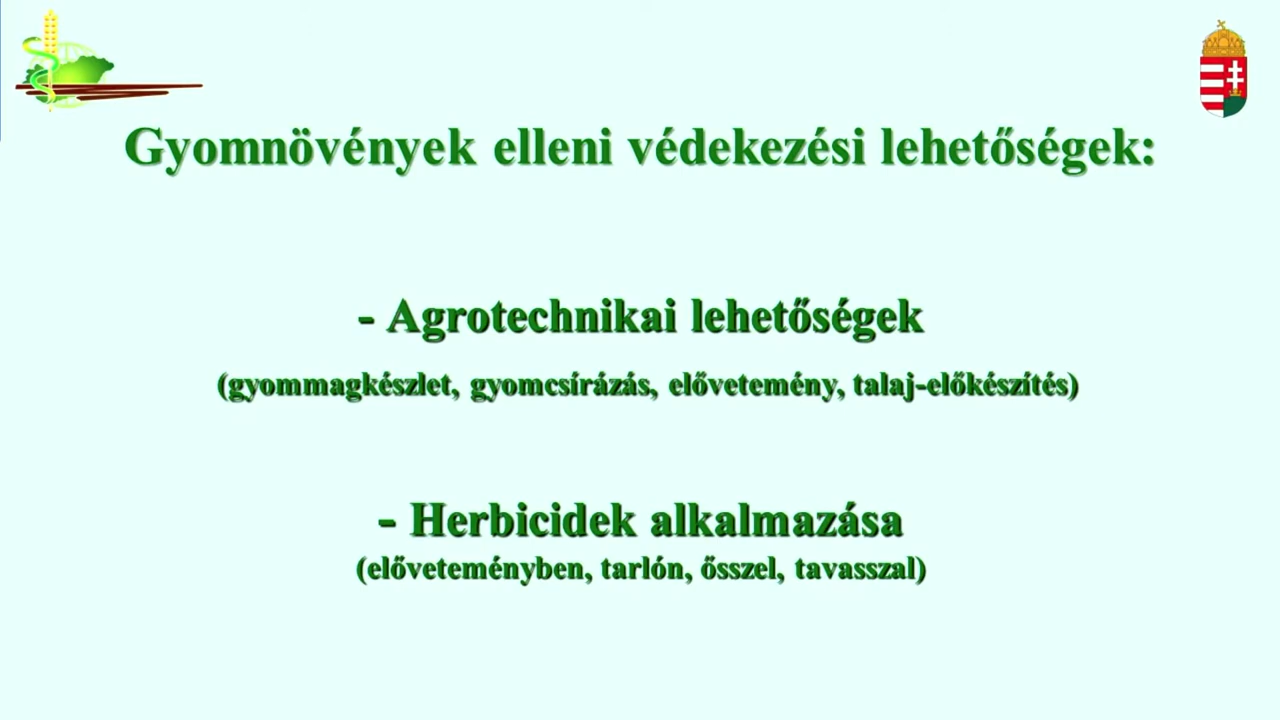 Gyomnövények elleni védekezési lehetőségek:
- Agrotechnikai lehetőségek
(gyommagkészlet, gyomcsírázás, elővetemény, talaj-előkészítés)
- Herbicidek alkalmazása
(előveteményben, tarlón, ősszel, tavasszal)